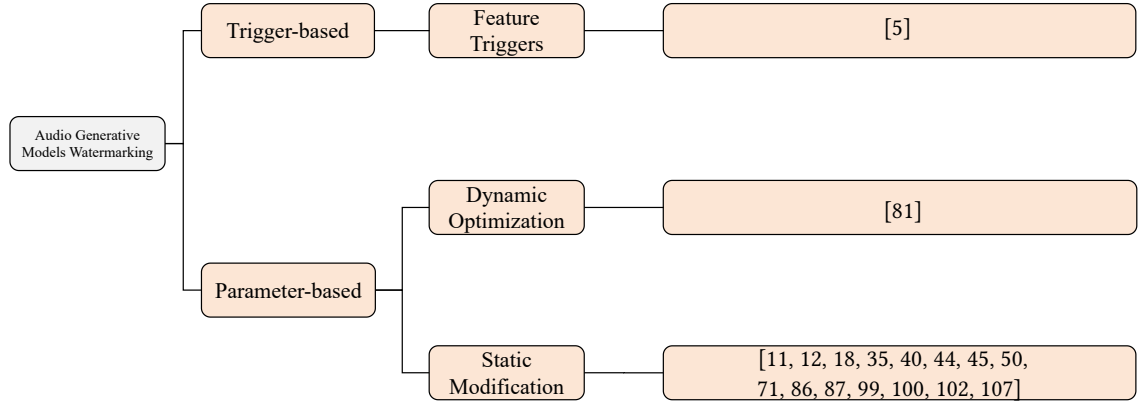 Trigger-based
Feature
Triggers
[5]
Audio Generative
Models Watermarking
Dynamic
Optimization
[81]
Parameter-based
Static
Modification
[11, 12, 18, 35, 40, 44, 45, 50,
71, 86, 87, 99, 100, 102, 107]